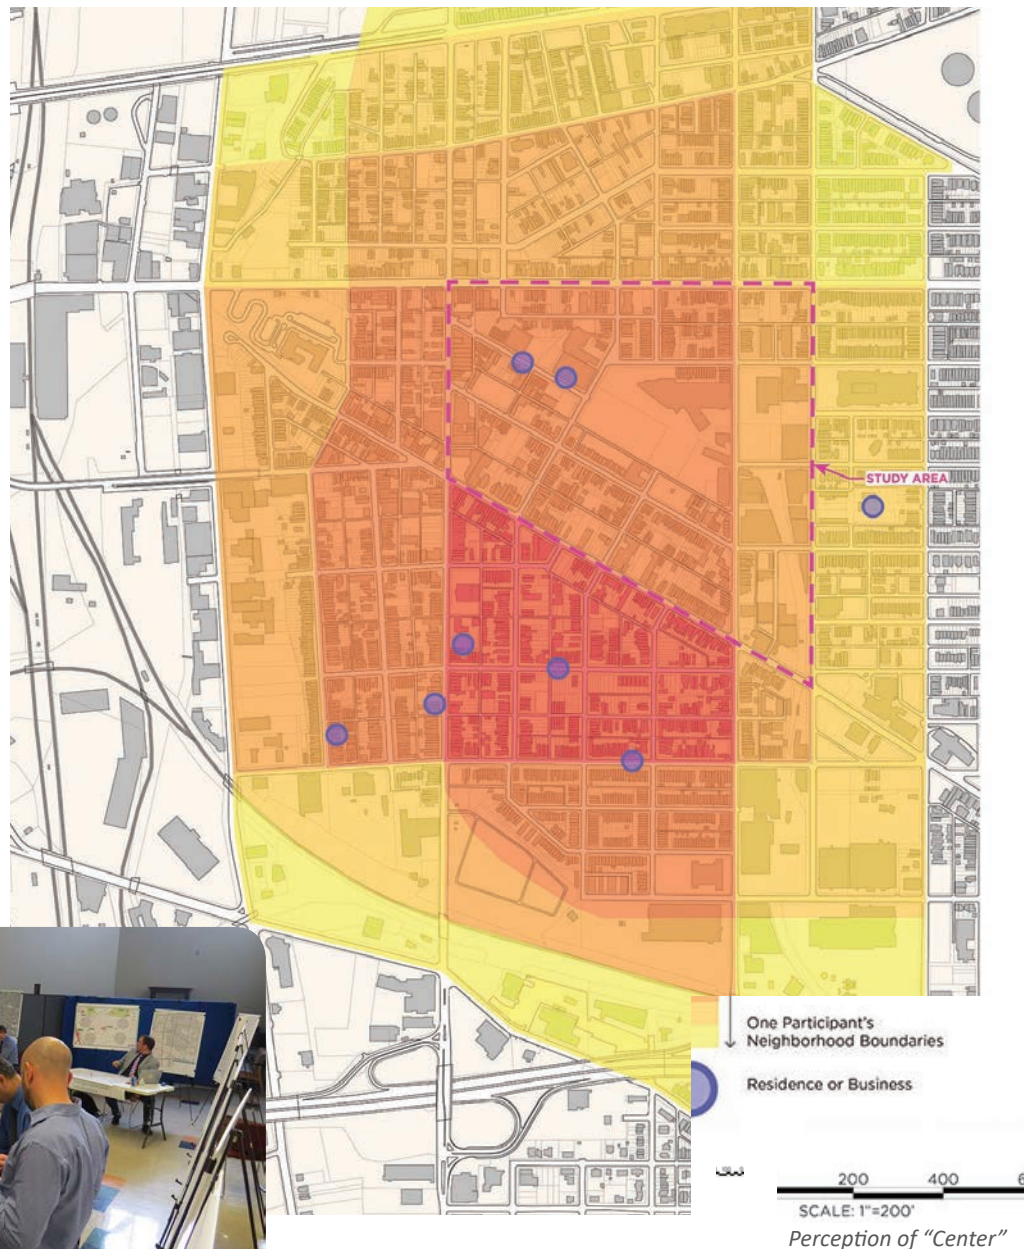 STUDY AREA
One Participant's
Neighborhood Boundaries
Residence or Business
200 400
SCALE: 1"=200'
Perception of “Center”